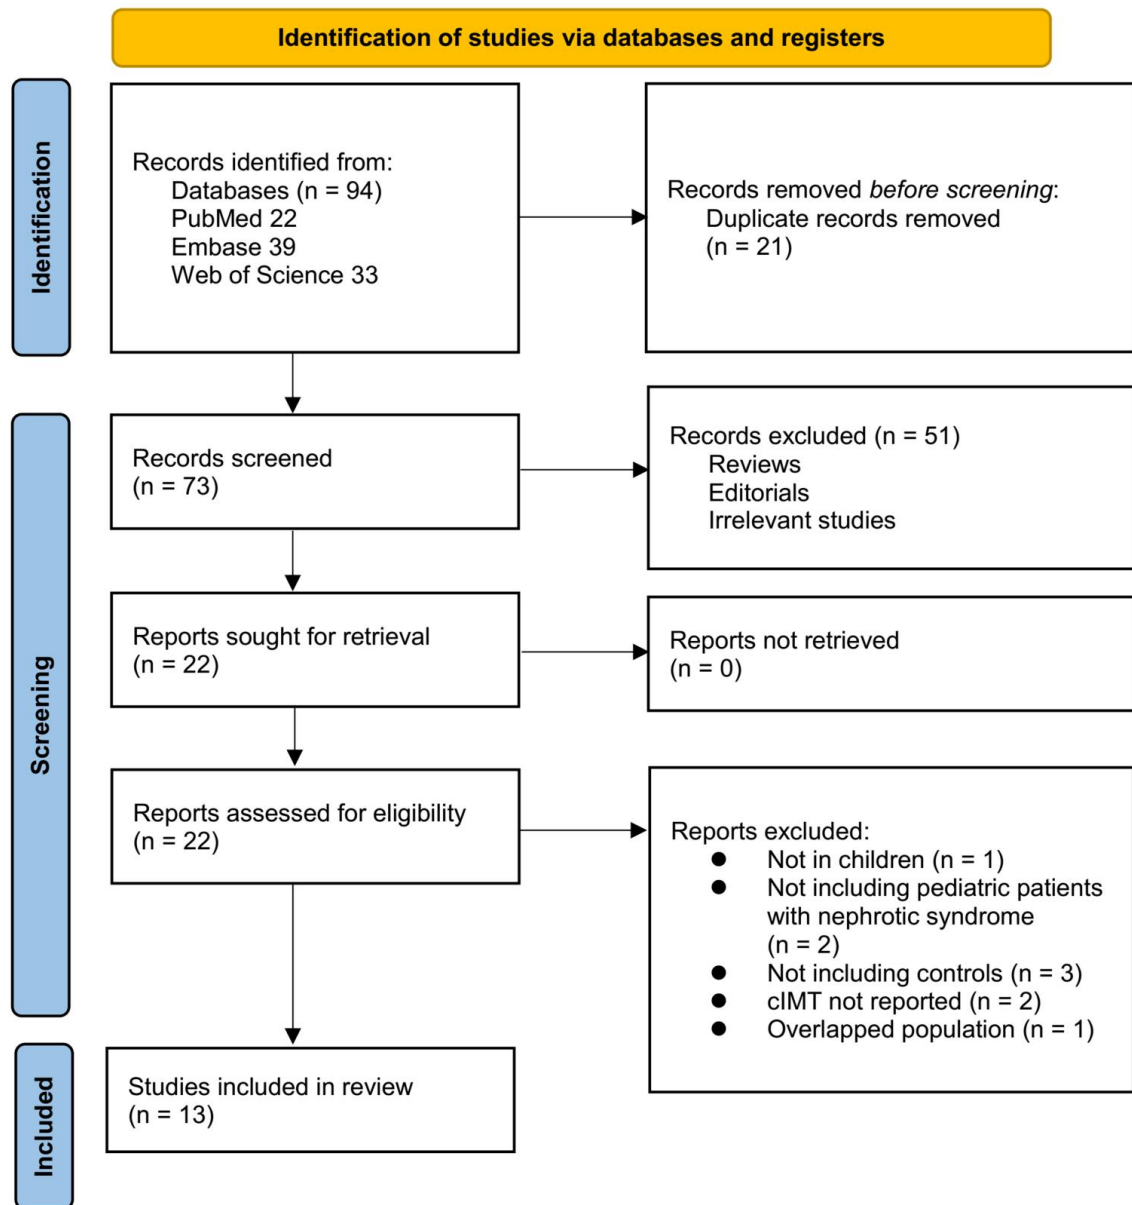 Identification of studies via databases and registers
Identification
Records identified from:
Databases (n = 94)
PubMed 22
Embase 39
Web of Science 33
Records removed before screening:
Duplicate records removed
(n = 21)
Screening
Records screened
(n = 73)
Records excluded (n = 51)
Reviews
Editorials
Irrelevant studies
Reports sought for retrieval
(n = 22)
Reports not retrieved
(n = 0)
Reports assessed for eligibility
(n = 22)
Reports excluded:
● Not in children (n = 1)
● Not including pediatric patients
with nephrotic syndrome
(n = 2)
● Not including controls (n = 3)
● cIMT not reported (n = 2)
● Overlapped population (n = 1)
Included
Studies included in review
(n = 13)